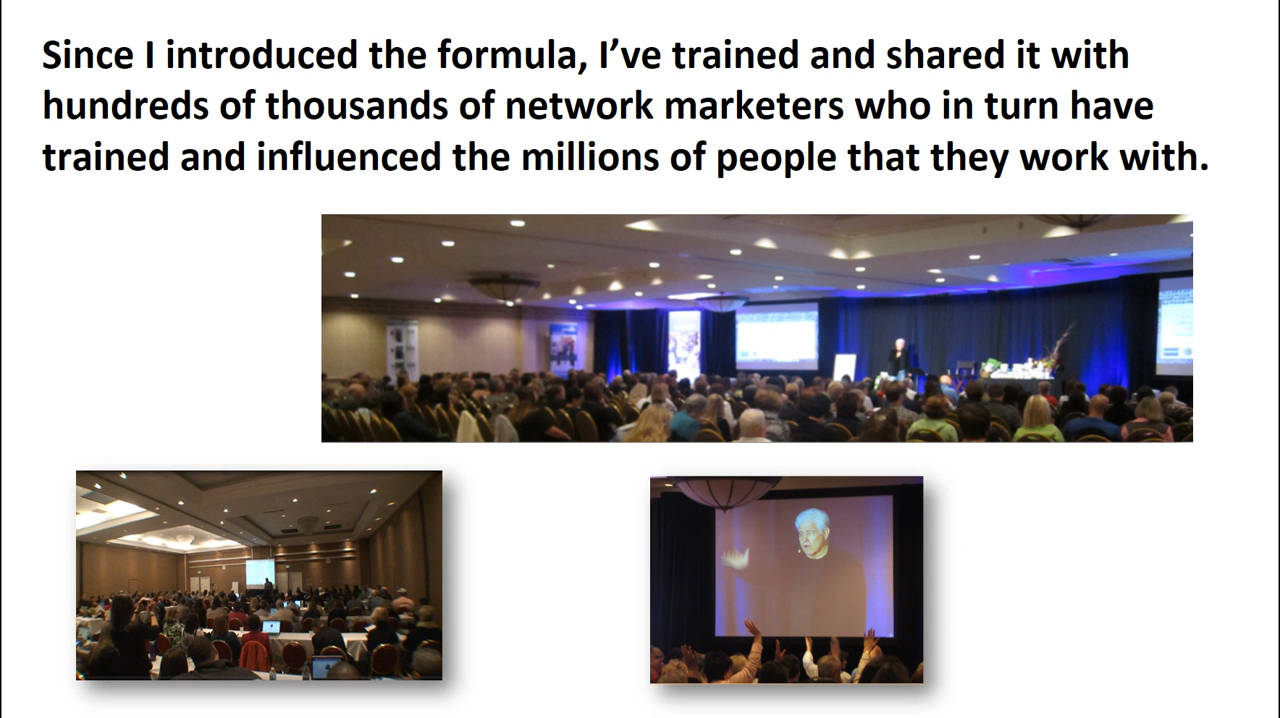 Since I introduced the formula, I’ve trained and shared it with
hundreds of thousands of network marketers who in turn have
trained and influenced the millions of people that they work with.